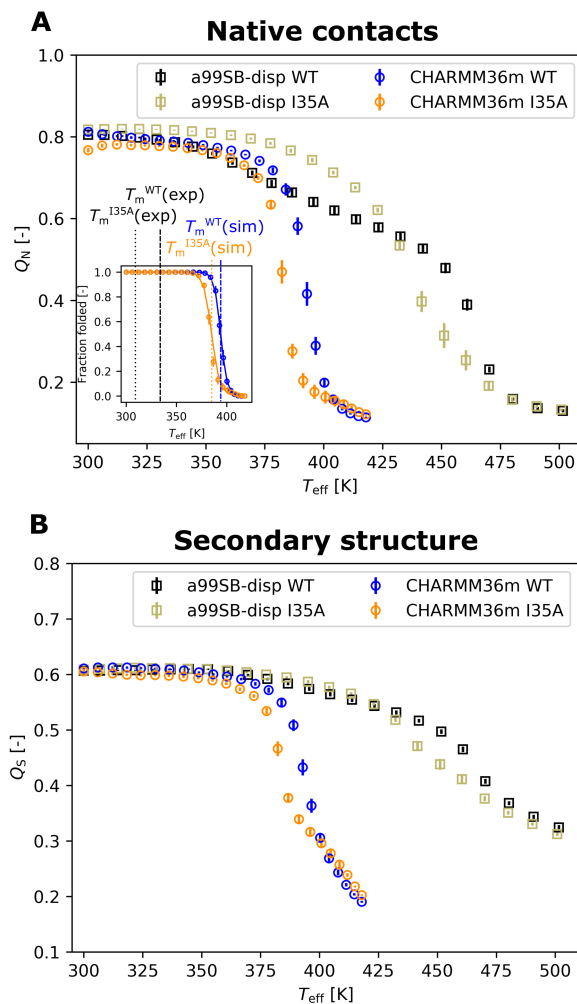 A
Native contacts
a99SB-disp WT
a99SB-disp I35A
CHARMM36m WT
CHARMM36m I35A
1.0
0.8
0.6
0.4
0.2
Q_N [-]
T_m^WT(exp)
T_m^I35A(exp)
T_m^WT(sim)
T_m^I35A(sim)
1.0
0.8
0.6
0.4
0.2
0.0
Fraction folded [-]
300 350 400
T_eff [K]
300 325 350 375 400 425 450 475 500
T_eff [K]
B
Secondary structure
a99SB-disp WT
a99SB-disp I35A
CHARMM36m WT
CHARMM36m I35A
0.8
0.7
0.6
0.5
0.4
0.3
0.2
0.1
Q_S [-]
300 325 350 375 400 425 450 475 500
T_eff [K]